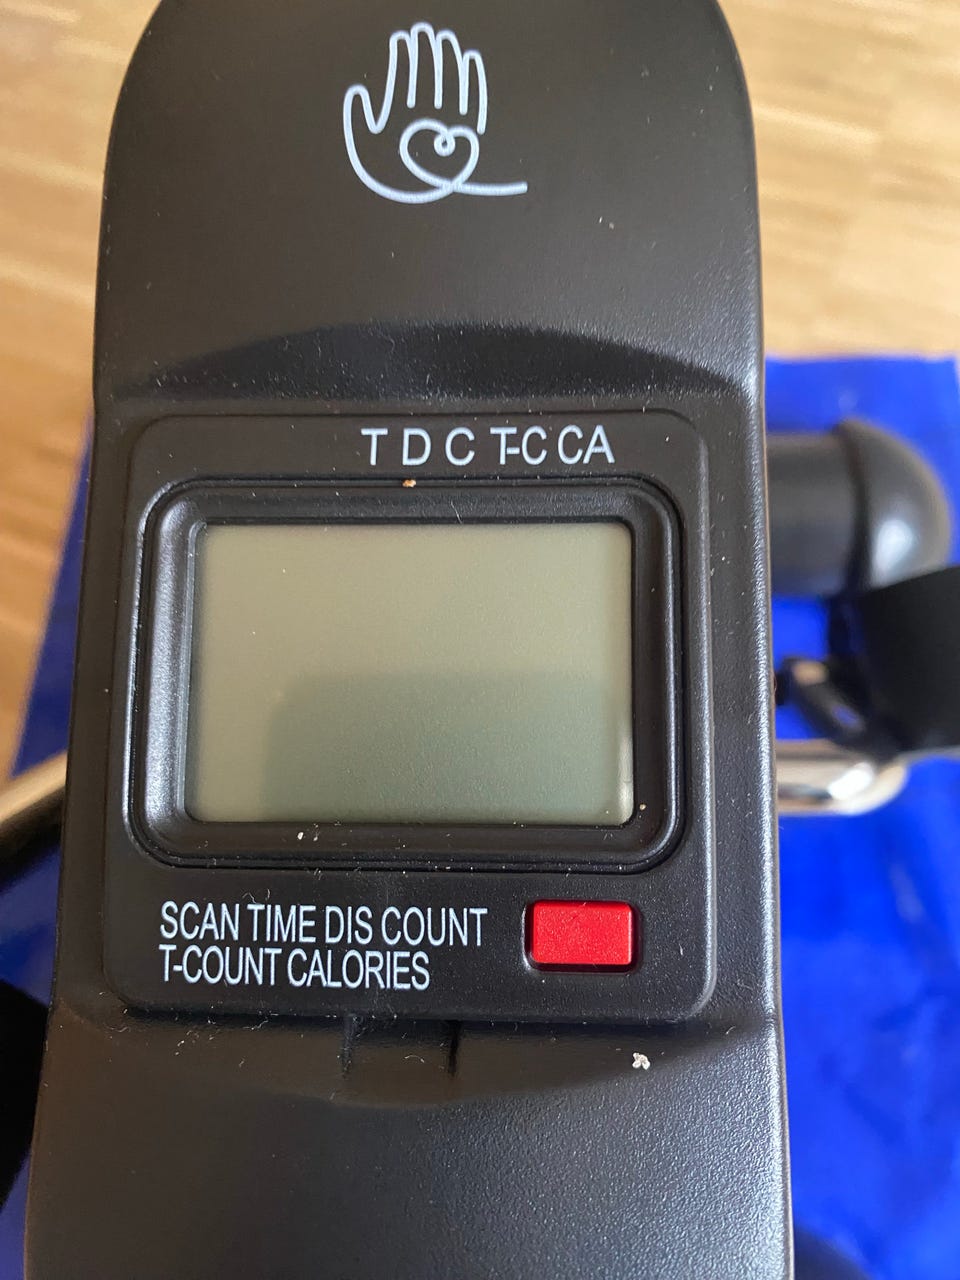 T D C T-C CA
SCAN TIME DIS COUNT
T-COUNT CALORIES